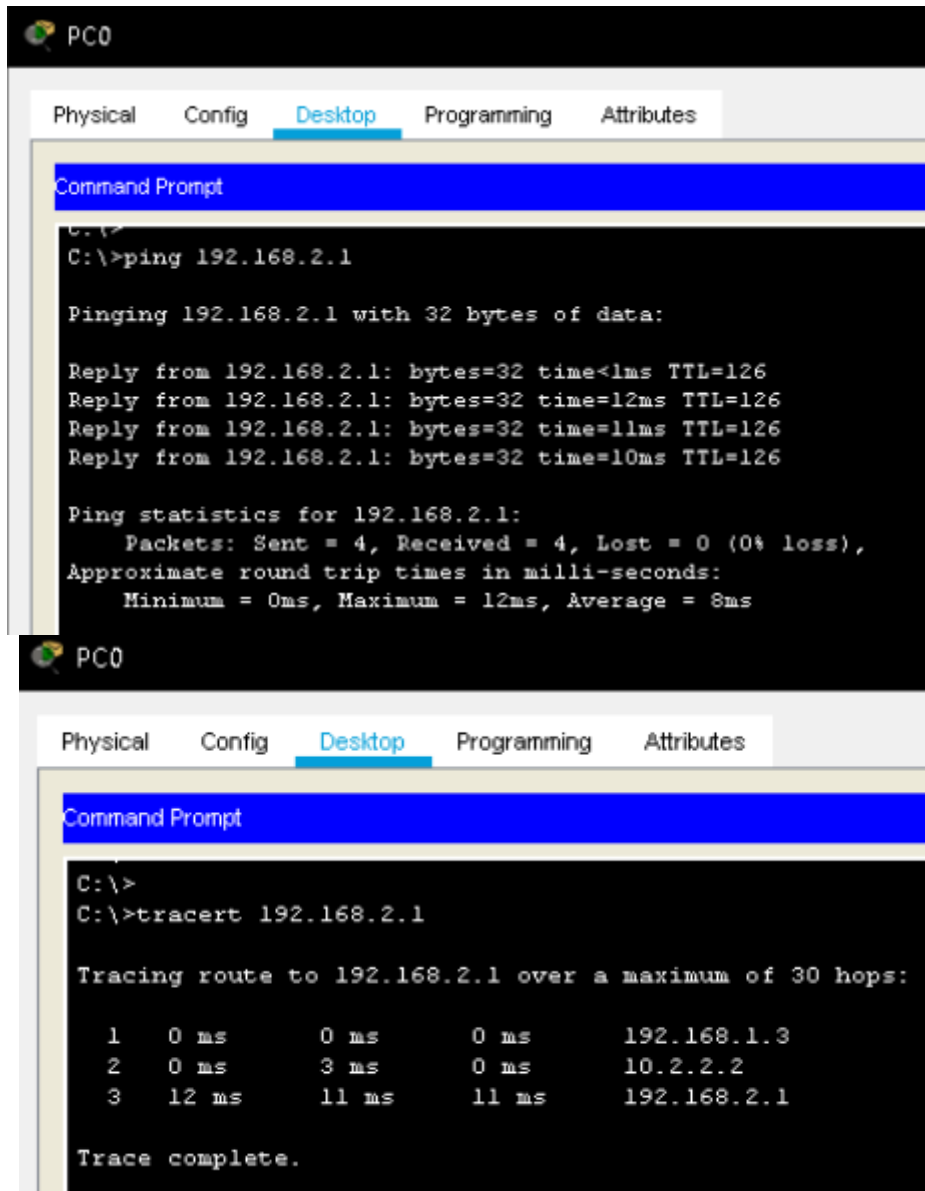 PC0
Physical Config Desktop Programming Attributes
Command Prompt
C:\>
C:\>ping 192.168.2.1
Pinging 192.168.2.1 with 32 bytes of data:
Reply from 192.168.2.1: bytes=32 time<1ms TTL=126
Reply from 192.168.2.1: bytes=32 time=12ms TTL=126
Reply from 192.168.2.1: bytes=32 time=11ms TTL=126
Reply from 192.168.2.1: bytes=32 time=10ms TTL=126
Ping statistics for 192.168.2.1:
Packets: Sent = 4, Received = 4, Lost = 0 (0% loss),
Approximate round trip times in milli-seconds:
Minimum = 0ms, Maximum = 12ms, Average = 8ms
PC0
Physical Config Desktop Programming Attributes
Command Prompt
C:\>
C:\>tracert 192.168.2.1
Tracing route to 192.168.2.1 over a maximum of 30 hops:
1 0 ms 0 ms 0 ms 192.168.1.3
2 0 ms 3 ms 0 ms 10.2.2.2
3 12 ms 11 ms 11 ms 192.168.2.1
Trace complete.